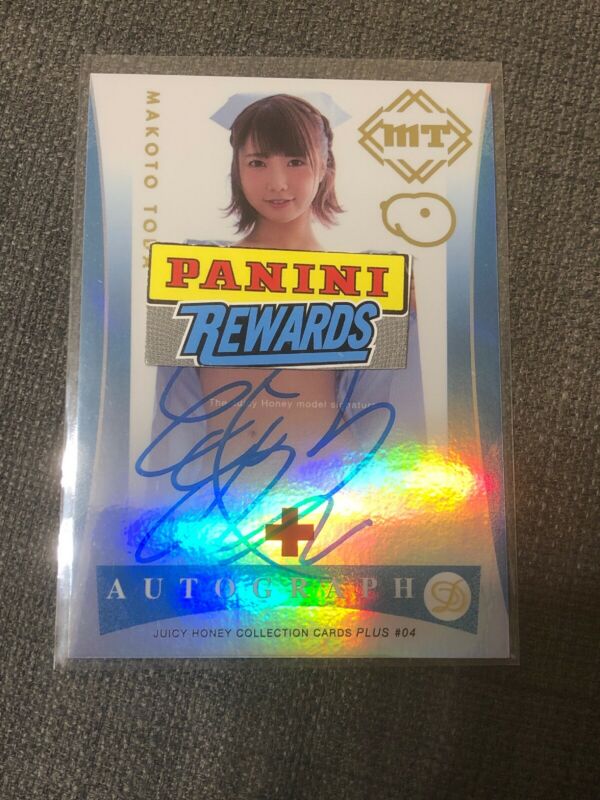 MAKOTO TODA
MT
PANINI
REWARDS
The Juicy Honey model signature
AUTOGRAPH
D
JUICY HONEY COLLECTION CARDS PLUS #04